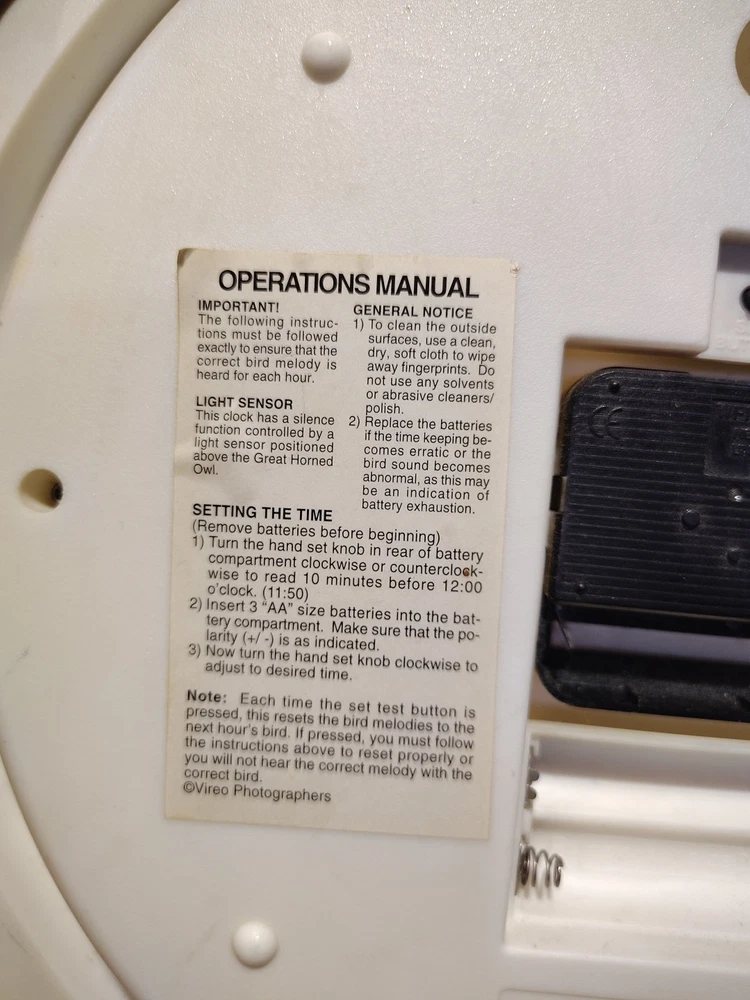 OPERATIONS MANUAL
IMPORTANT!
The following instruc-
tions must be followed
exactly to ensure that the
correct bird melody is
heard for each hour.
LIGHT SENSOR
This clock has a silence
function controlled by a
light sensor positioned
above the Great Horned
Owl.
GENERAL NOTICE
1) To clean the outside
surfaces, use a clean,
dry, soft cloth to wipe
away fingerprints. Do
not use any solvents
or abrasive cleaners/
polish.
2) Replace the batteries
if the time keeping be-
comes erratic or the
bird sound becomes
abnormal, as this may
be an indication of
battery exhaustion.
SETTING THE TIME
(Remove batteries before beginning)
1) Turn the hand set knob in rear of battery
compartment clockwise or counterclock-
wise to read 10 minutes before 12:00
o'clock. (11:50)
2) Insert 3 "AA" size batteries into the bat-
tery compartment. Make sure that the po-
larity (+/ -) is as indicated.
3) Now turn the hand set knob clockwise to
adjust to desired time.
Note: Each time the set test button is
pressed, this resets the bird melodies to the
next hour's bird. If pressed, you must follow
the instructions above to reset properly or
you will not hear the correct melody with the
correct bird.
©Vireo Photographers
CE